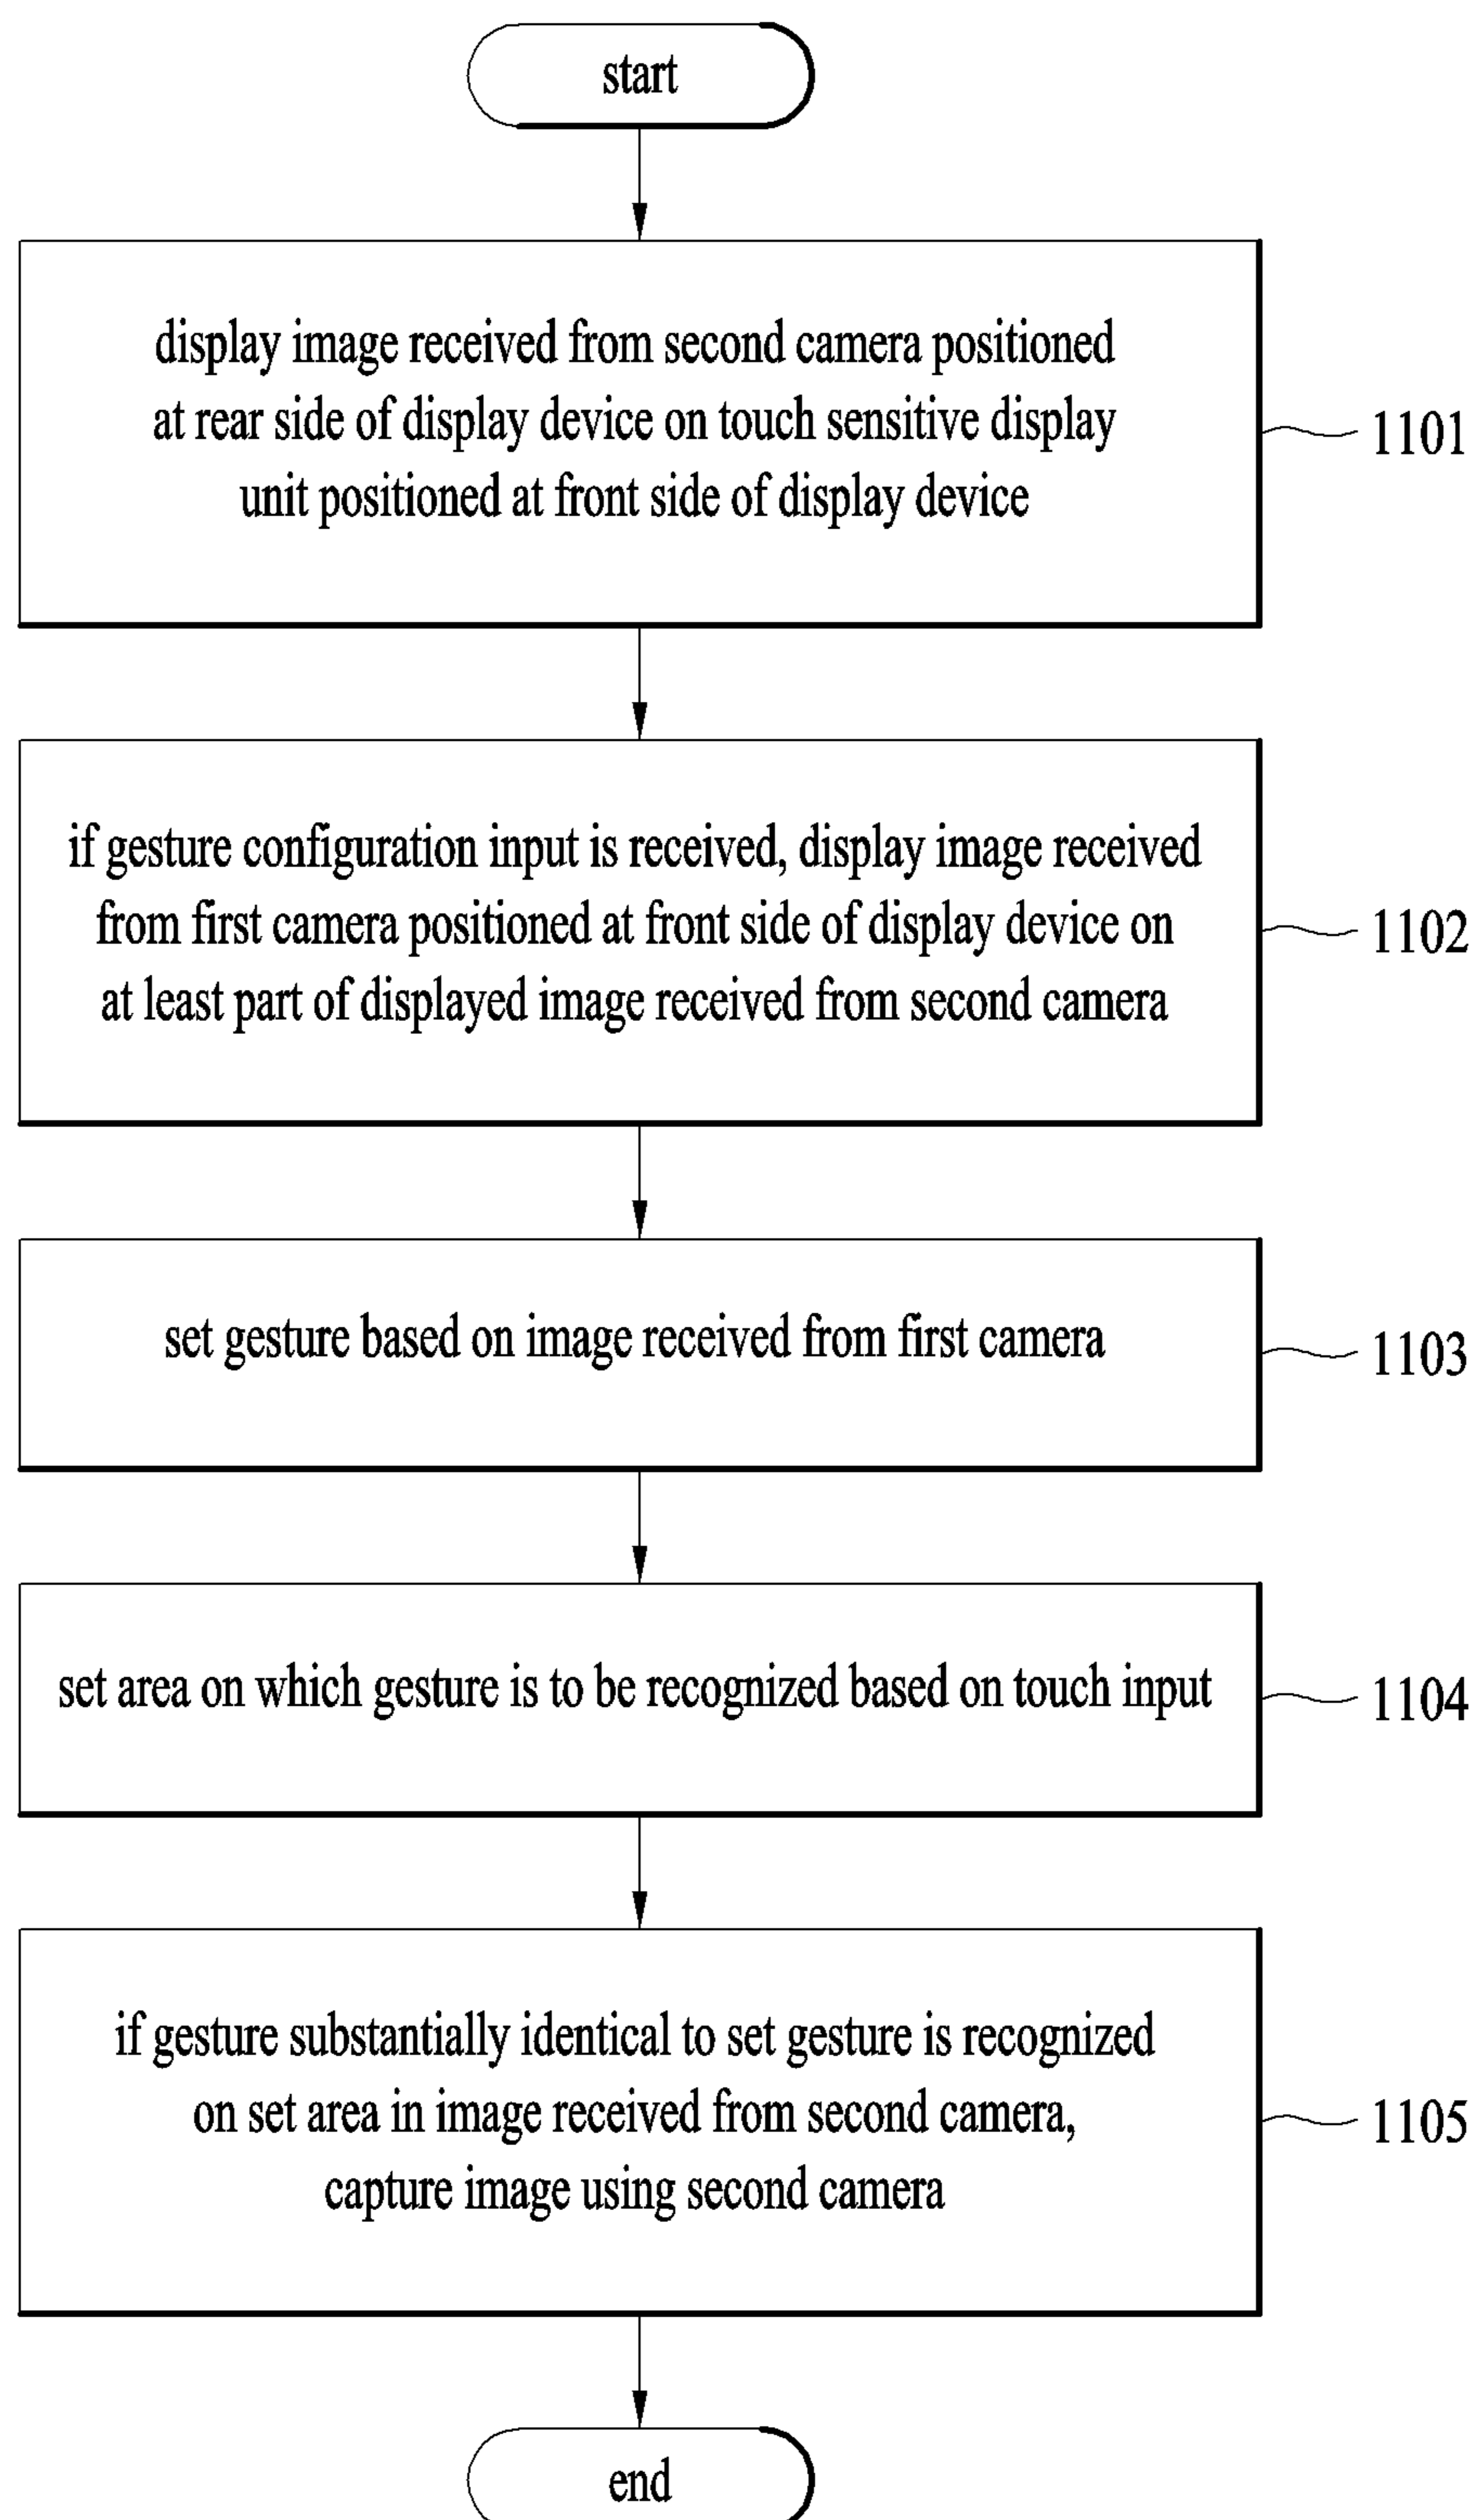 start
display image received from second camera positioned
at rear side of display device on touch sensitive display
unit positioned at front side of display device
1101
if gesture configuration input is received, display image received
from first camera positioned at front side of display device on
at least part of displayed image received from second camera
1102
set gesture based on image received from first camera
1103
set area on which gesture is to be recognized based on touch input
1104
if gesture substantially identical to set gesture is recognized
on set area in image received from second camera,
capture image using second camera
1105
end